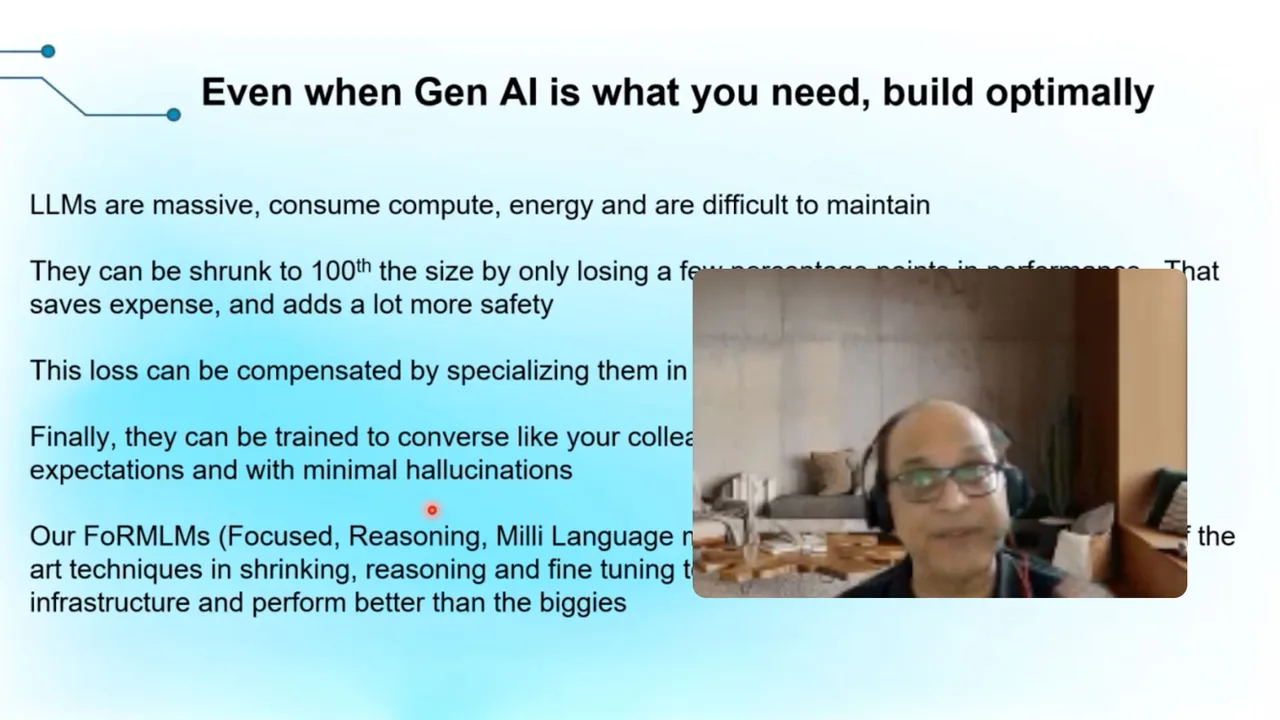 Even when Gen AI is what you need, build optimally
LLMs are massive, consume compute, energy and are difficult to maintain
They can be shrunk to 100th the size by only losing a few percentage points in performance. That
saves expense, and adds a lot more safety
This loss can be compensated by specializing them in
Finally, they can be trained to converse like your
expectations and with minimal hallucinations
Our FoRMLMs (Focused, Reasoning, Milli Language the
art techniques in shrinking, reasoning and fine tuning
infrastructure and perform better than the biggies